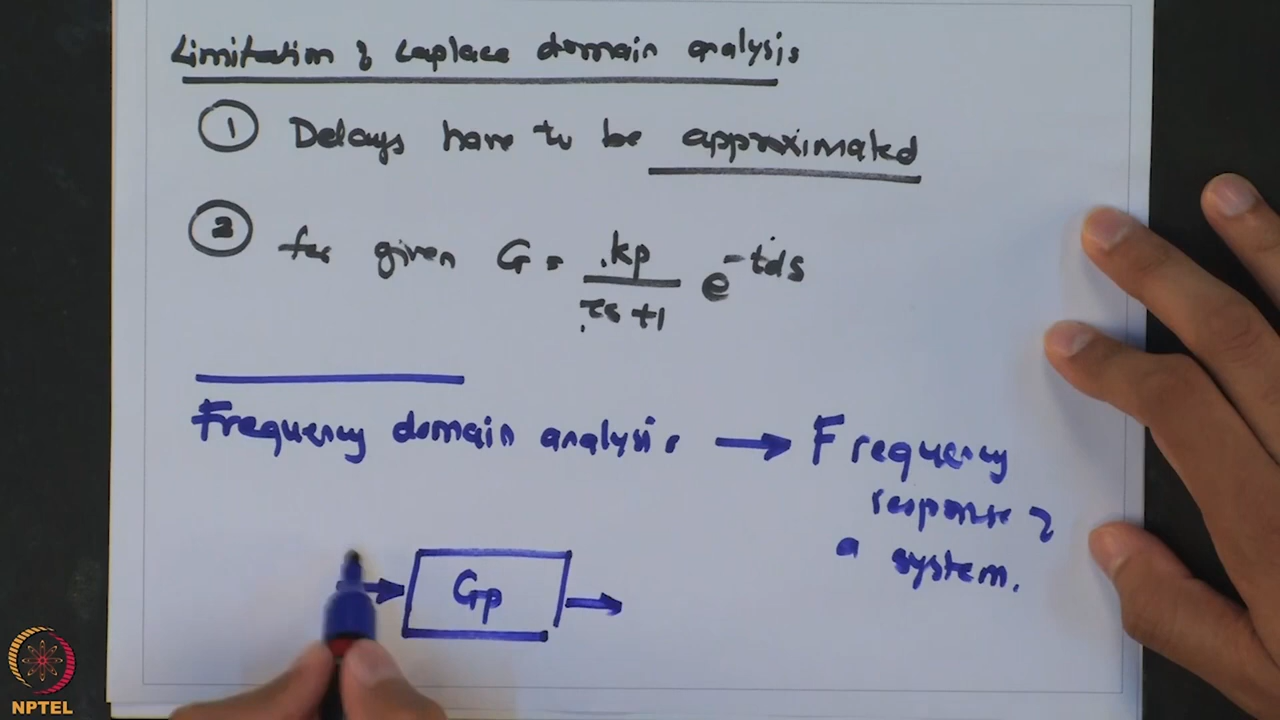 Limitation of Laplace domain analysis
① Delays have to be approximated
② for given G = kp / τs + 1 e^-tds
Frequency domain analysis → Frequency
response of
a system.
Gp
NPTEL